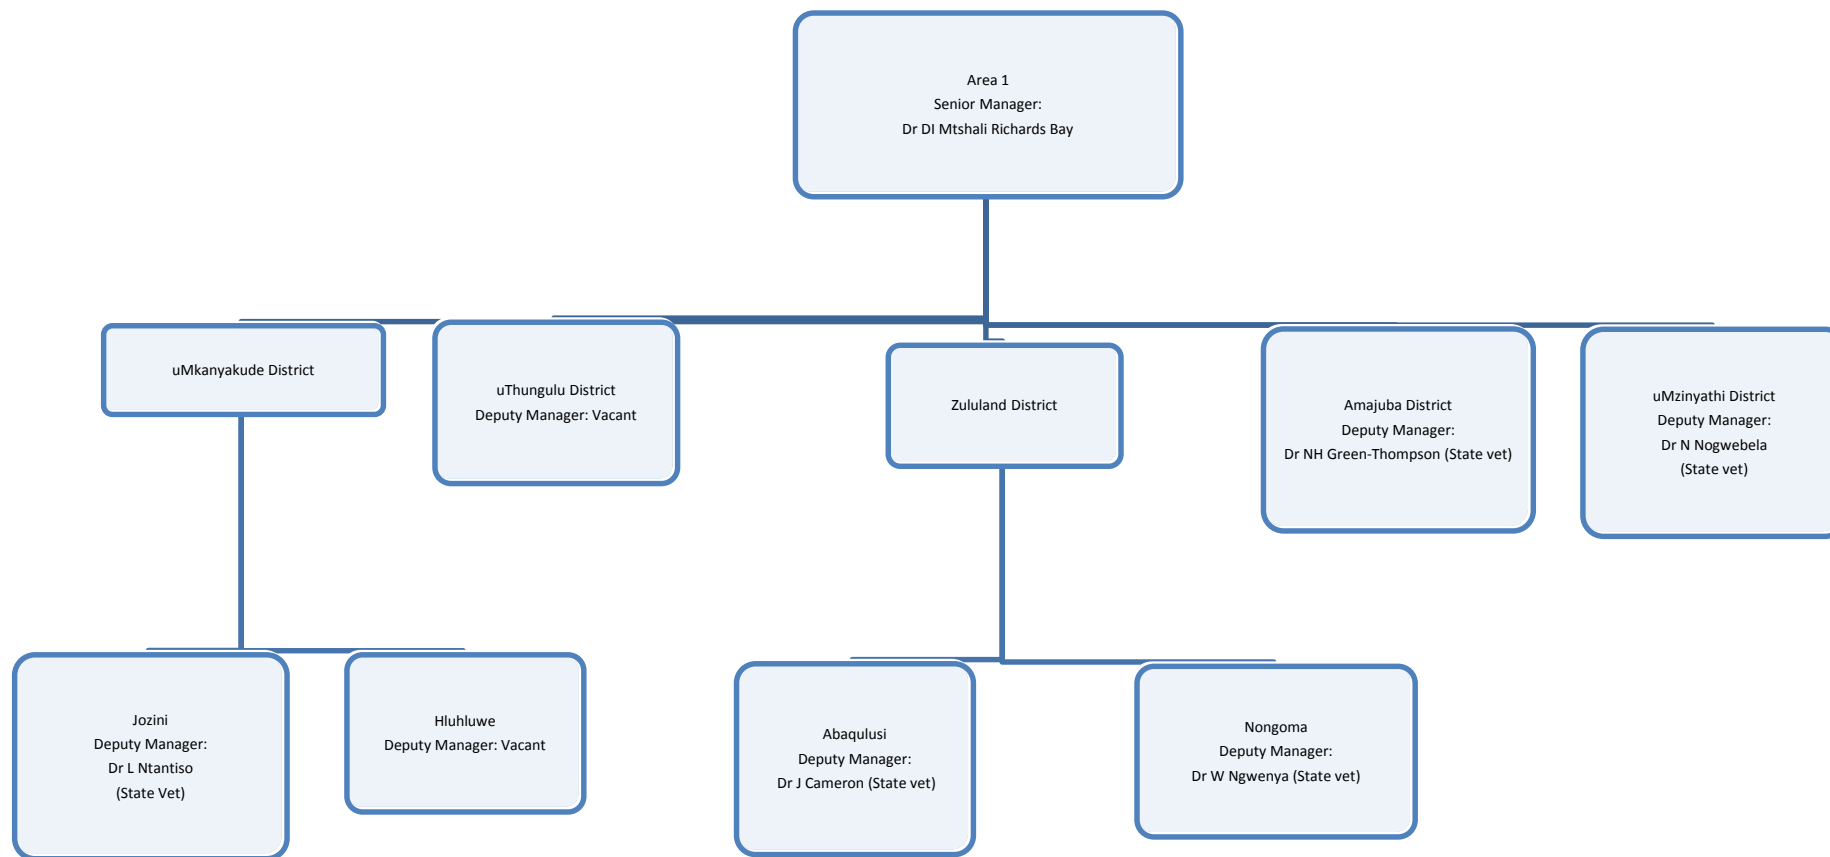 Area 1
Senior Manager:
Dr DI Mtshali Richards Bay
uMkanyakude District
uThungulu District
Deputy Manager: Vacant
Zululand District
Amajuba District
Deputy Manager:
Dr NH Green-Thompson (State vet)
uMzinyathi District
Deputy Manager:
Dr N Nogwebela
(State vet)
Jozini
Deputy Manager:
Dr L Ntantiso
(State Vet)
Hluhluwe
Deputy Manager: Vacant
Abaqulusi
Deputy Manager:
Dr J Cameron (State vet)
Nongoma
Deputy Manager:
Dr W Ngwenya (State vet)